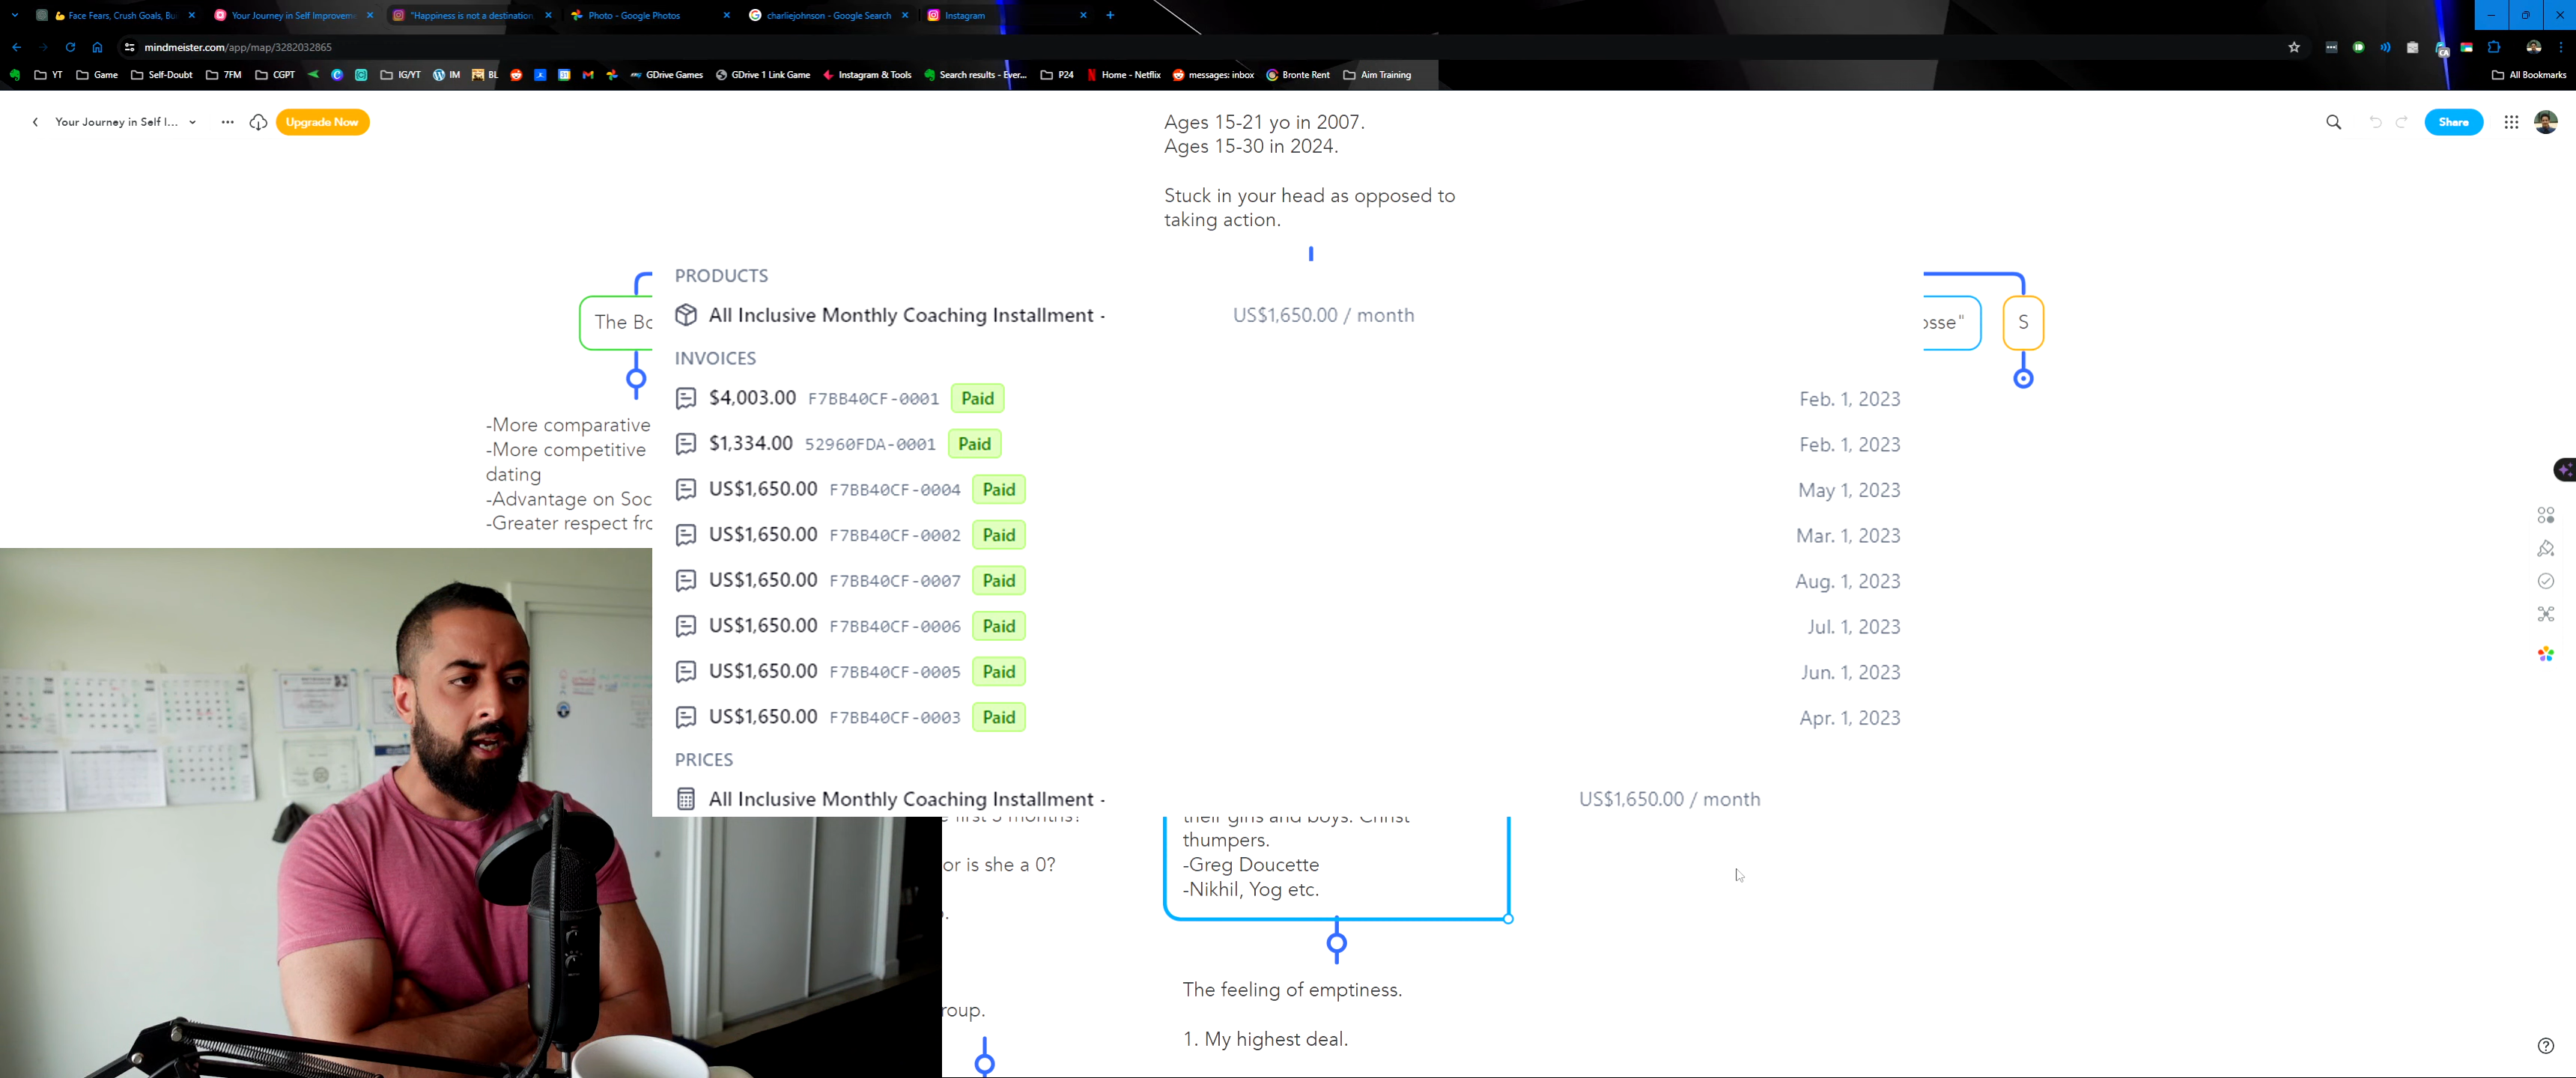 💪 Face Fears, Crush Goals, Bu
Your Journey in Self Improveme
"Happiness is not a destination
Photo - Google Photos
charliejohnson - Google Search
Instagram
mindmeister.com/app/map/3282032865
YT
Game
Self-Doubt
7FM
CGPT
IG/YT
IM
BL
GDrive Games
GDrive 1 Link Game
Instagram & Tools
Search results - Ever...
P24
Home - Netflix
messages: inbox
Bronte Rent
Aim Training
All Bookmarks
Your Journey in Self I...
Upgrade Now
Share
Ages 15-21 yo in 2007.
Ages 15-30 in 2024.
Stuck in your head as opposed to
taking action.
The Bo
osse"
S
-More comparative
-More competitive
dating
-Advantage on Soc
-Greater respect fro
PRODUCTS
All Inclusive Monthly Coaching Installment - US$1,650.00 / month
INVOICES
$4,003.00 F7BB40CF-0001 Paid Feb. 1, 2023
$1,334.00 52960FDA-0001 Paid Feb. 1, 2023
US$1,650.00 F7BB40CF-0004 Paid May 1, 2023
US$1,650.00 F7BB40CF-0002 Paid Mar. 1, 2023
US$1,650.00 F7BB40CF-0007 Paid Aug. 1, 2023
US$1,650.00 F7BB40CF-0006 Paid Jul. 1, 2023
US$1,650.00 F7BB40CF-0005 Paid Jun. 1, 2023
US$1,650.00 F7BB40CF-0003 Paid Apr. 1, 2023
PRICES
All Inclusive Monthly Coaching Installment - US$1,650.00 / month
e first 3 months?
or is she a 0?
roup.
their girls and boys. Christ
thumpers.
-Greg Doucette
-Nikhil, Yog etc.
The feeling of emptiness.
1. My highest deal.